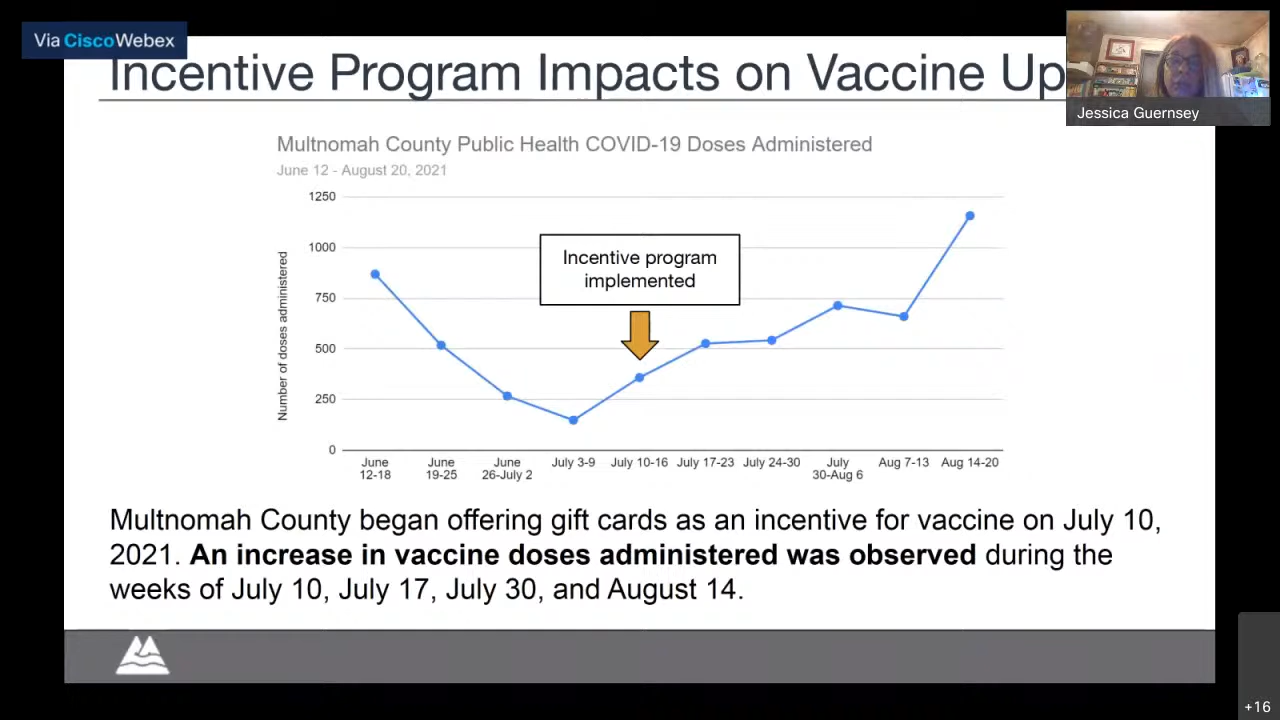 Via CiscoWebex
Incentive Program Impacts on Vaccine Up
Jessica Guernsey
Multnomah County Public Health COVID-19 Doses Administered
June 12 - August 20, 2021
Number of doses administered
1250
1000
750
500
250
0
Incentive program
implemented
June
12-18
June
19-25
June
26-July 2
July 3-9
July 10-16
July 17-23
July 24-30
July
30-Aug 6
Aug 7-13
Aug 14-20
Multnomah County began offering gift cards as an incentive for vaccine on July 10,
2021. An increase in vaccine doses administered was observed during the
weeks of July 10, July 17, July 30, and August 14.
+16